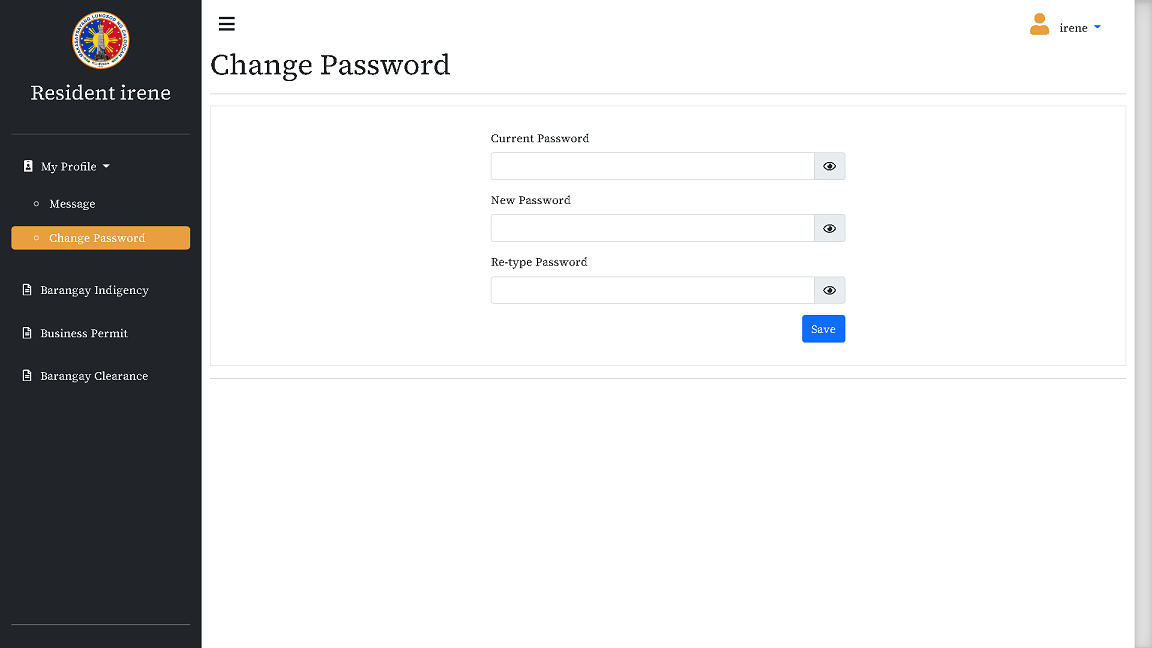 Resident irene
My Profile
Message
Change Password
Barangay Indigency
Business Permit
Barangay Clearance
irene
Change Password
Current Password
New Password
Re-type Password
Save